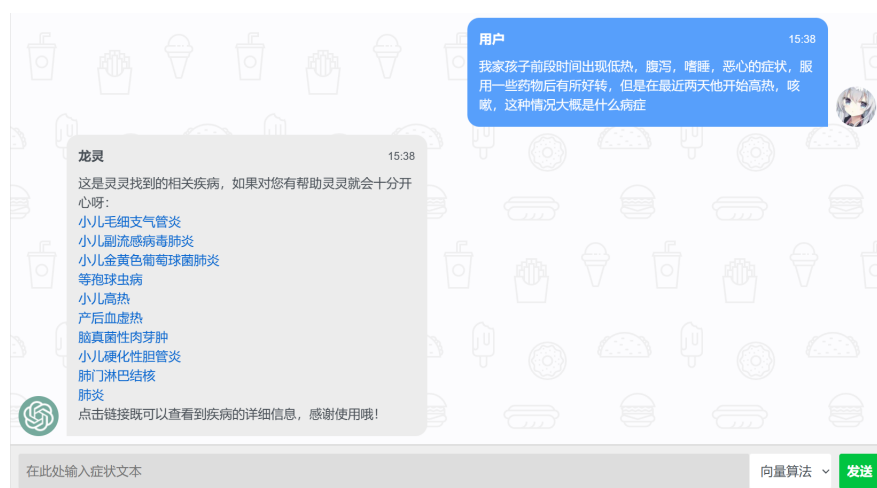 用户 15:38
我家孩子前段时间出现低热，腹泻，嗜睡，恶心的症状，服
用一些药物后有所好转，但是在最近两天他开始高热，咳
嗽，这种情况大概是什么病症
龙灵 15:38
这是灵灵找到的相关疾病，如果对您有帮助灵灵就会十分开
心呀：
小儿毛细支气管炎
小儿副流感病毒肺炎
小儿金黄色葡萄球菌肺炎
等孢球虫病
小儿高热
产后血虚热
脑真菌性肉芽肿
小儿硬化性胆管炎
肺门淋巴结核
肺炎
点击链接既可以查看到疾病的详细信息，感谢使用哦！
在此处输入症状文本 向量算法 发送